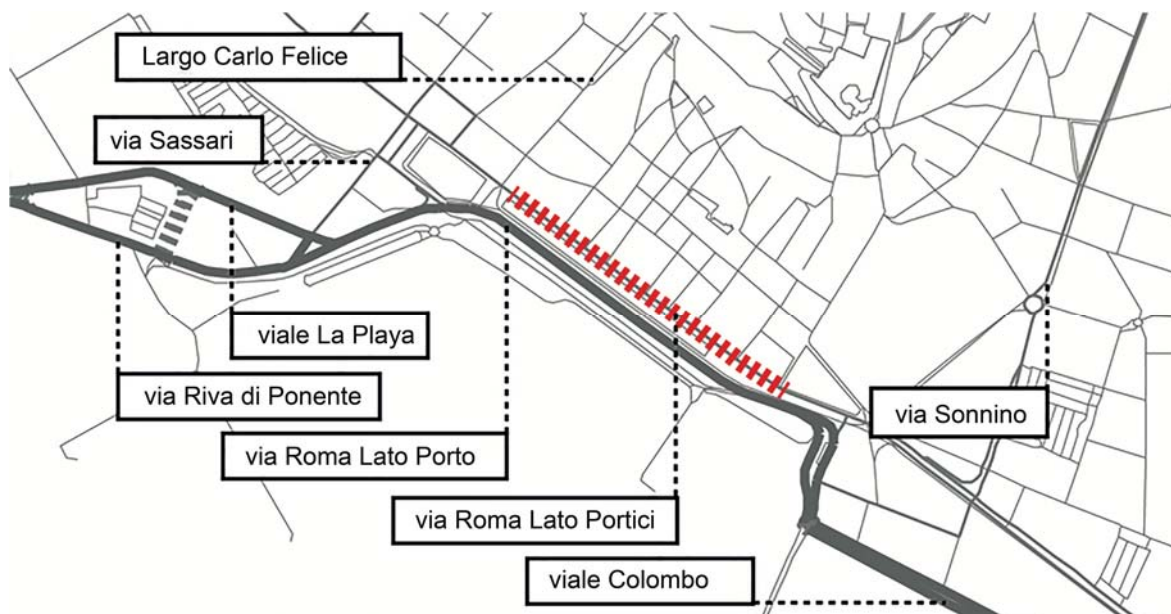 Largo Carlo Felice
via Sassari
viale La Playa
via Riva di Ponente
via Sonnino
via Roma Lato Porto
via Roma Lato Portici
viale Colombo